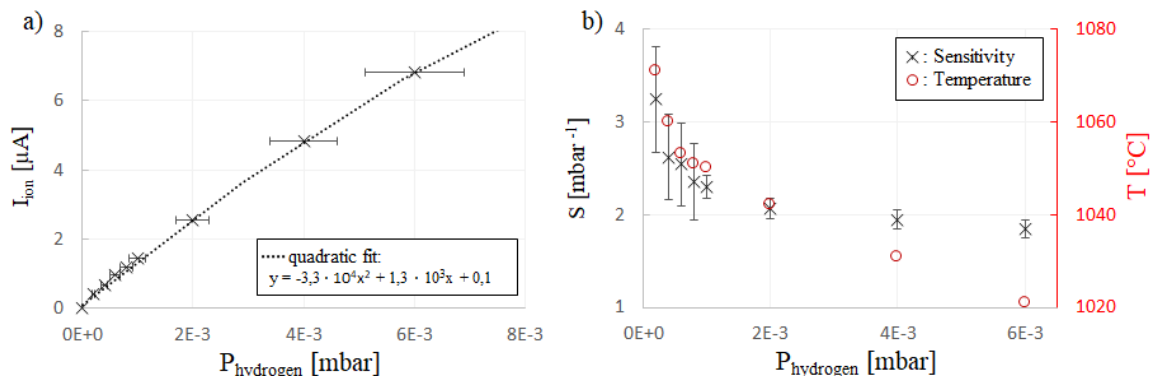 a)
8
6
4
2
0
I_ion [µA]
quadratic fit:
y = -3,3 · 10⁴x² + 1,3 · 10³x + 0,1
0E+0
2E-3
4E-3
6E-3
8E-3
P_hydrogen [mbar]
b)
4
3
2
1
S [mbar⁻¹]
: Sensitivity
: Temperature
1080
1060
1040
1020
T [°C]
0E+0
2E-3
4E-3
6E-3
P_hydrogen [mbar]